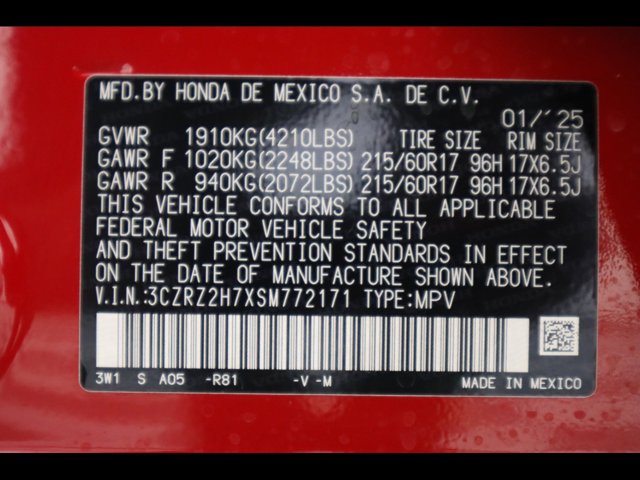 MFD.BY HONDA DE MEXICO S.A. DE C.V.
01/'25
GVWR 1910KG(4210LBS) TIRE SIZE RIM SIZE
GAWR F 1020KG(2248LBS) 215/60R17 96H 17X6.5J
GAWR R 940KG(2072LBS) 215/60R17 96H 17X6.5J
THIS VEHICLE CONFORMS TO ALL APPLICABLE
FEDERAL MOTOR VEHICLE SAFETY
AND THEFT PREVENTION STANDARDS IN EFFECT
ON THE DATE OF MANUFACTURE SHOWN ABOVE.
V.I.N.:3CZRZ2H7XSM772171 TYPE:MPV
3W1 S A05 -R81 -V -M MADE IN MEXICO